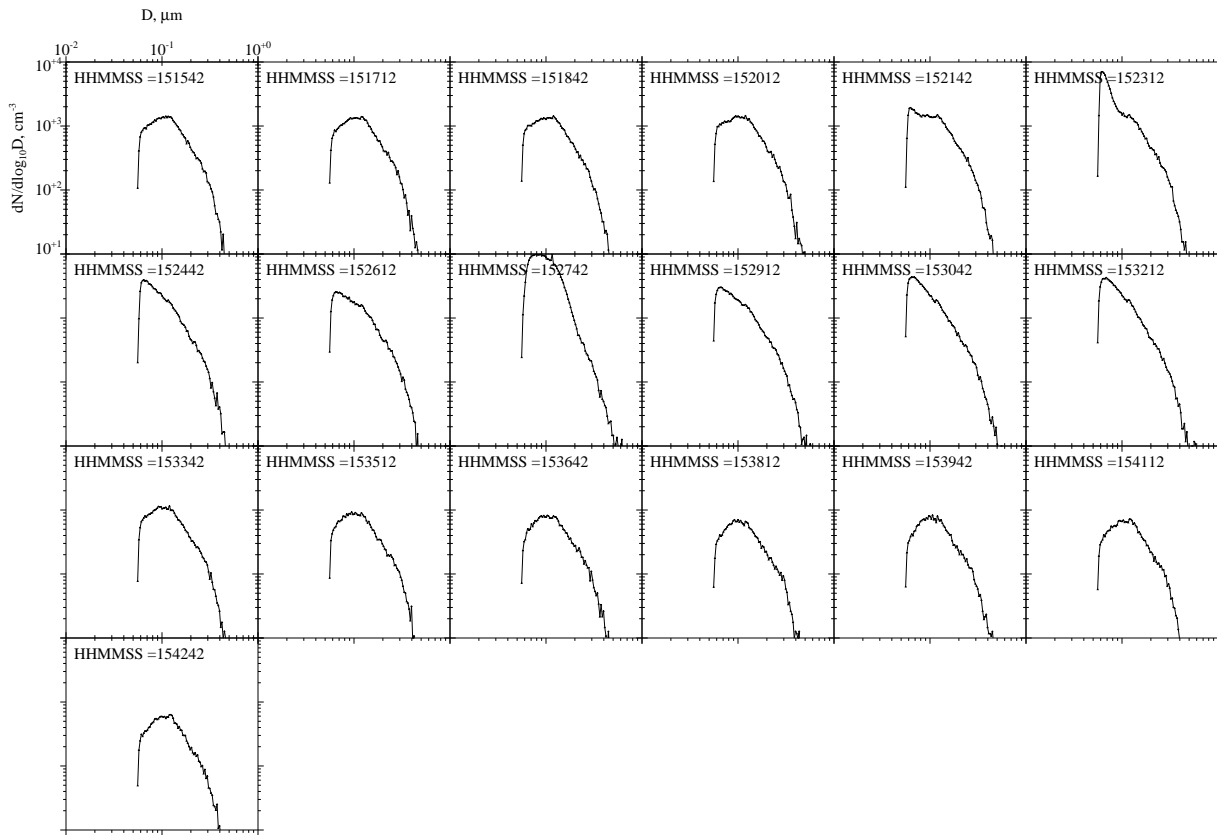 D, μm
10⁻² 10⁻¹ 10⁺⁰
10⁺⁴
10⁺³
10⁺²
10⁺¹
dN/dlog₁₀D, cm⁻³
HHMMSS =151542
HHMMSS =151712
HHMMSS =151842
HHMMSS =152012
HHMMSS =152142
HHMMSS =152312
HHMMSS =152442
HHMMSS =152612
HHMMSS =152742
HHMMSS =152912
HHMMSS =153042
HHMMSS =153212
HHMMSS =153342
HHMMSS =153512
HHMMSS =153642
HHMMSS =153812
HHMMSS =153942
HHMMSS =154112
HHMMSS =154242